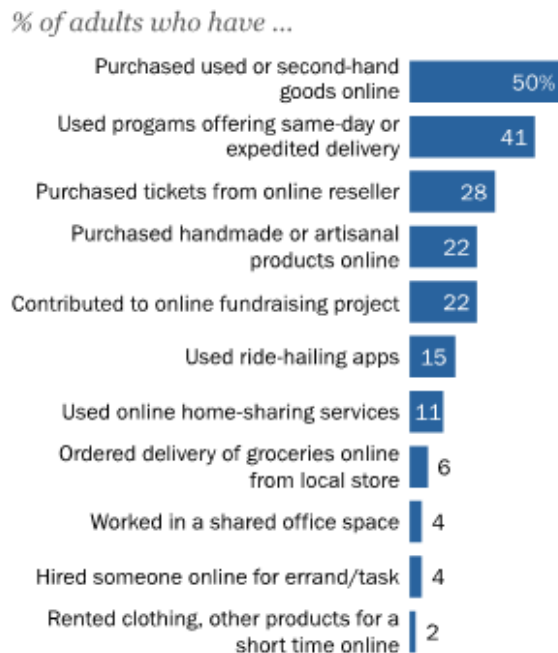 % of adults who have ...
Purchased used or second-hand
goods online
50%
Used progams offering same-day or
expedited delivery
41
Purchased tickets from online reseller
28
Purchased handmade or artisanal
products online
22
Contributed to online fundraising project
22
Used ride-hailing apps
15
Used online home-sharing services
11
Ordered delivery of groceries online
from local store
6
Worked in a shared office space
4
Hired someone online for errand/task
4
Rented clothing, other products for a
short time online
2